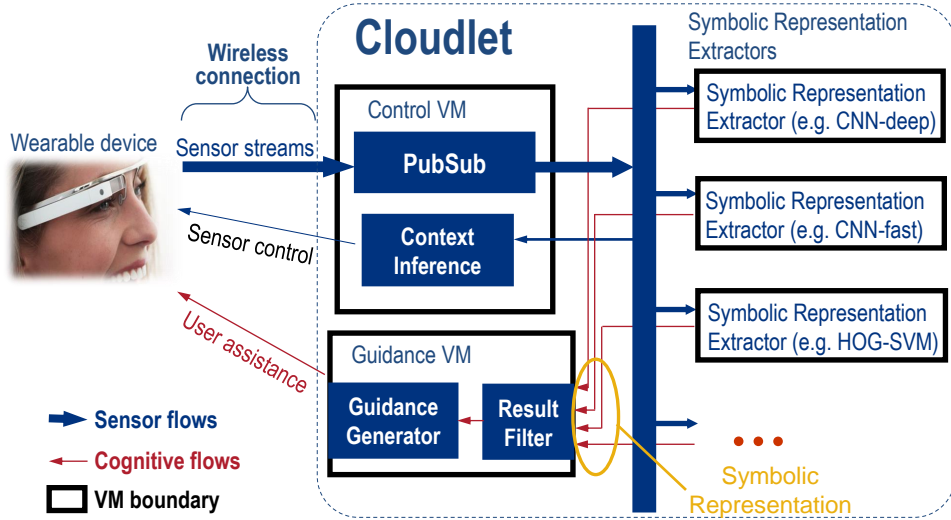 Cloudlet
Wireless
connection
Wearable device
Sensor streams
Control VM
PubSub
Context
Inference
Sensor control
User assistance
Guidance VM
Guidance
Generator
Result
Filter
Symbolic Representation
Extractors
Symbolic Representation
Extractor (e.g. CNN-deep)
Symbolic Representation
Extractor (e.g. CNN-fast)
Symbolic Representation
Extractor (e.g. HOG-SVM)
Symbolic
Representation
Sensor flows
Cognitive flows
VM boundary